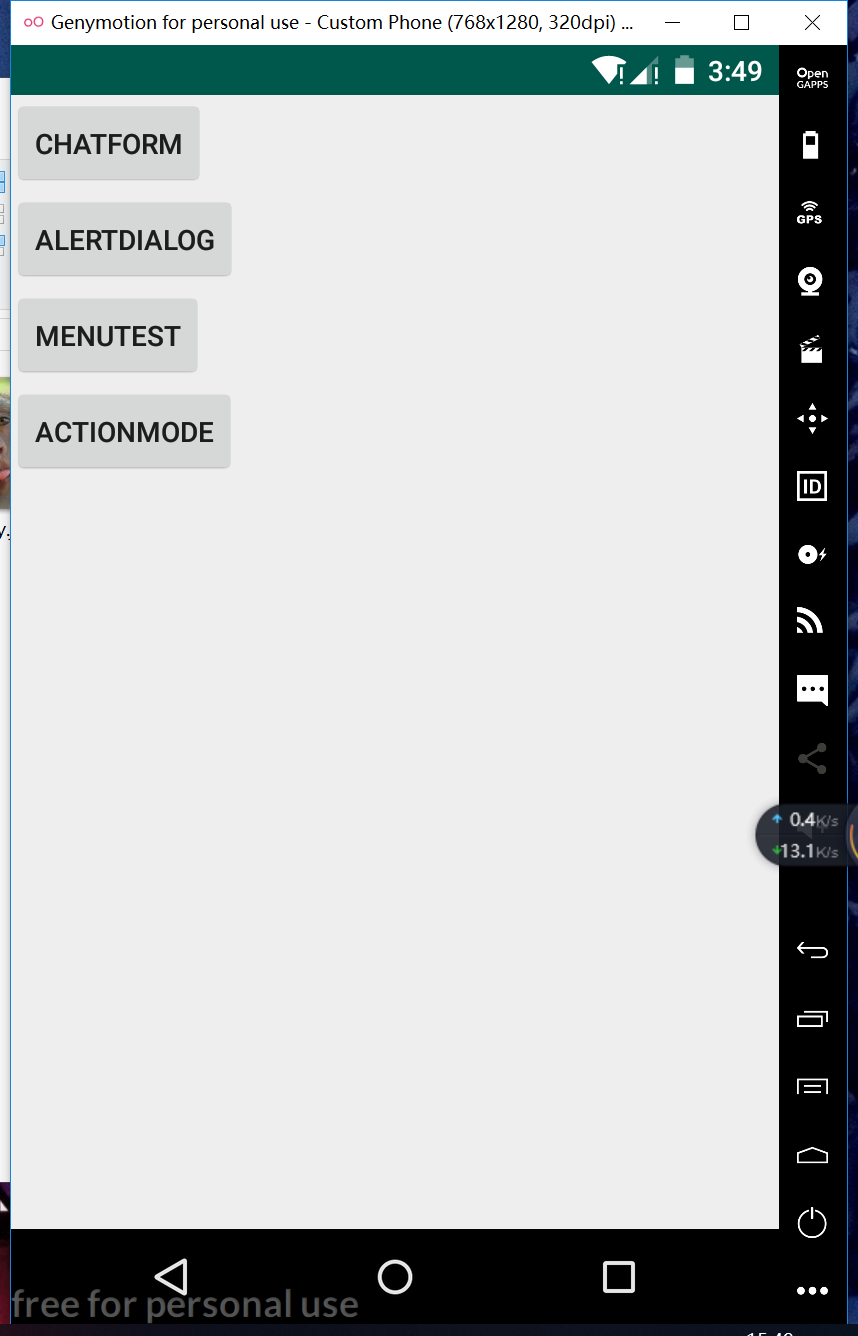 Genymotion for personal use - Custom Phone (768x1280, 320dpi) ...
3:49
Open
GAPPS
CHATFORM
ALERTDIALOG
GPS
MENUTEST
ACTIONMODE
ID
y.
0.4K/s
13.1K/s
free for personal use